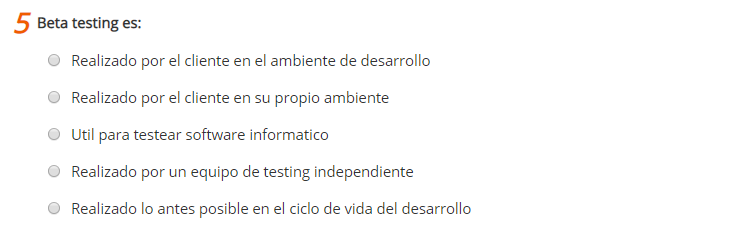 5 Beta testing es:
Realizado por el cliente en el ambiente de desarrollo
Realizado por el cliente en su propio ambiente
Util para testear software informatico
Realizado por un equipo de testing independiente
Realizado lo antes posible en el ciclo de vida del desarrollo